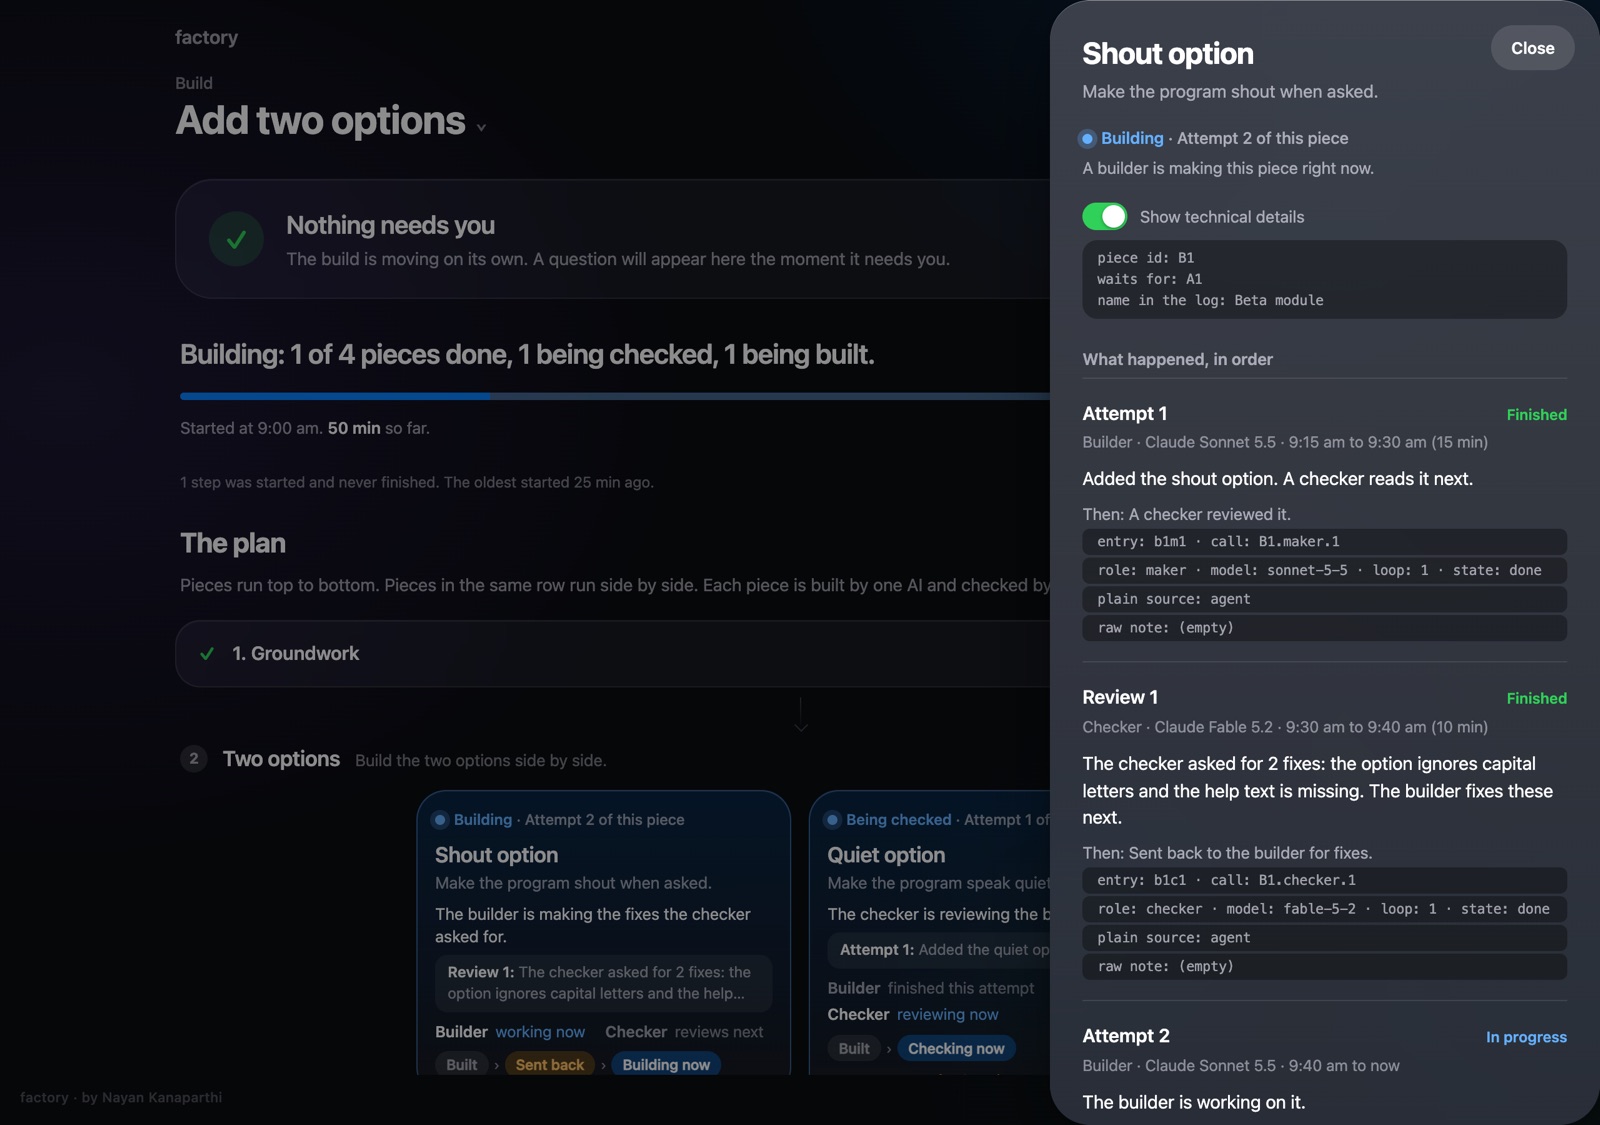 factory
Build
Add two options
Nothing needs you
The build is moving on its own. A question will appear here the moment it needs you.
Building: 1 of 4 pieces done, 1 being checked, 1 being built.
Started at 9:00 am. 50 min so far.
1 step was started and never finished. The oldest started 25 min ago.
The plan
Pieces run top to bottom. Pieces in the same row run side by side. Each piece is built by one AI and checked by
1. Groundwork
2 Two options Build the two options side by side.
Building · Attempt 2 of this piece
Shout option
Make the program shout when asked.
The builder is making the fixes the checker
asked for.
Review 1: The checker asked for 2 fixes: the
option ignores capital letters and the help...
Builder working now Checker reviews next
Built › Sent back › Building now
Being checked · Attempt 1 of
Quiet option
Make the program speak quiet
The checker is reviewing the b
Attempt 1: Added the quiet op
Builder finished this attempt
Checker reviewing now
Built › Checking now
factory · by Nayan Kanaparthi
Shout option
Close
Make the program shout when asked.
Building · Attempt 2 of this piece
A builder is making this piece right now.
Show technical details
piece id: B1
waits for: A1
name in the log: Beta module
What happened, in order
Attempt 1 Finished
Builder · Claude Sonnet 5.5 · 9:15 am to 9:30 am (15 min)
Added the shout option. A checker reads it next.
Then: A checker reviewed it.
entry: b1m1 · call: B1.maker.1
role: maker · model: sonnet-5-5 · loop: 1 · state: done
plain source: agent
raw note: (empty)
Review 1 Finished
Checker · Claude Fable 5.2 · 9:30 am to 9:40 am (10 min)
The checker asked for 2 fixes: the option ignores capital
letters and the help text is missing. The builder fixes these
next.
Then: Sent back to the builder for fixes.
entry: b1c1 · call: B1.checker.1
role: checker · model: fable-5-2 · loop: 1 · state: done
plain source: agent
raw note: (empty)
Attempt 2 In progress
Builder · Claude Sonnet 5.5 · 9:40 am to now
The builder is working on it.